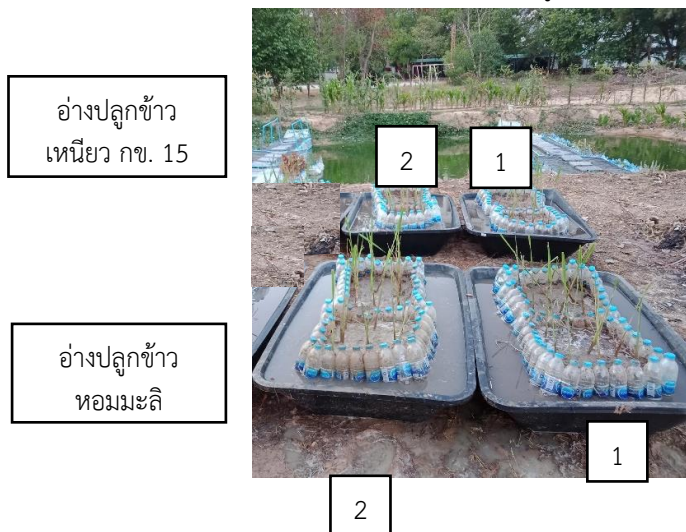 อ่างปลูกข้าว
เหนียว กข. 15
2
1
อ่างปลูกข้าว
หอมมะลิ
1
2